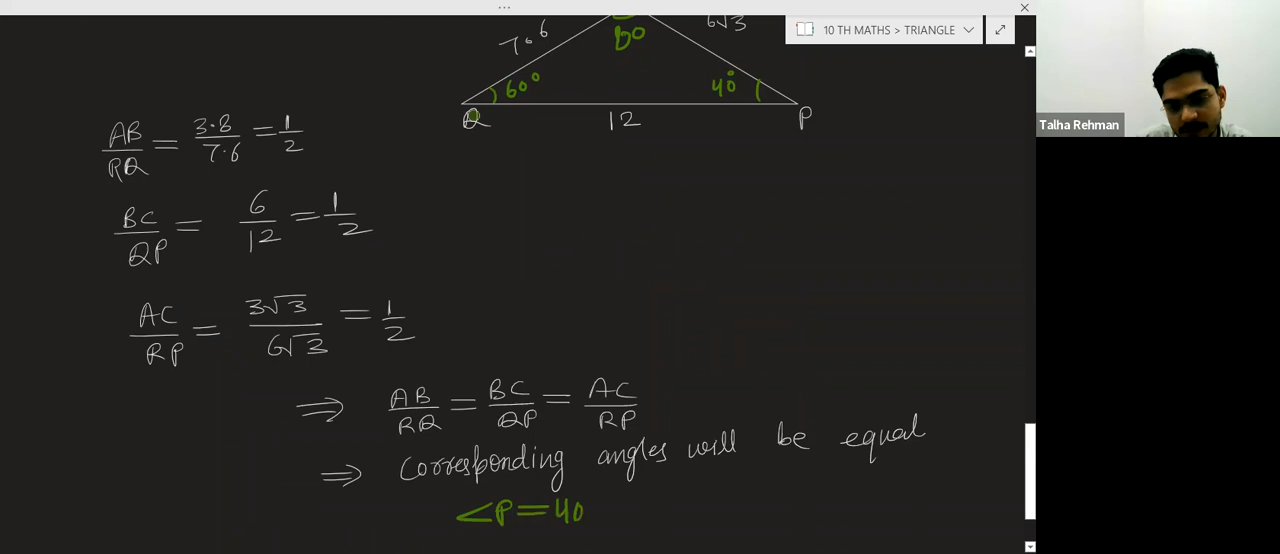 10 TH MATHS > TRIANGLE
7.6
6√3
80
60°
40°
Q
12
P
AB/RQ = 3.8/7.6 = 1/2
BC/QP = 6/12 = 1/2
AC/RP = 3√3/6√3 = 1/2
⇒ AB/RQ = BC/QP = AC/RP
⇒ Corresponding angles will be equal
<P = 40
Talha Rehman